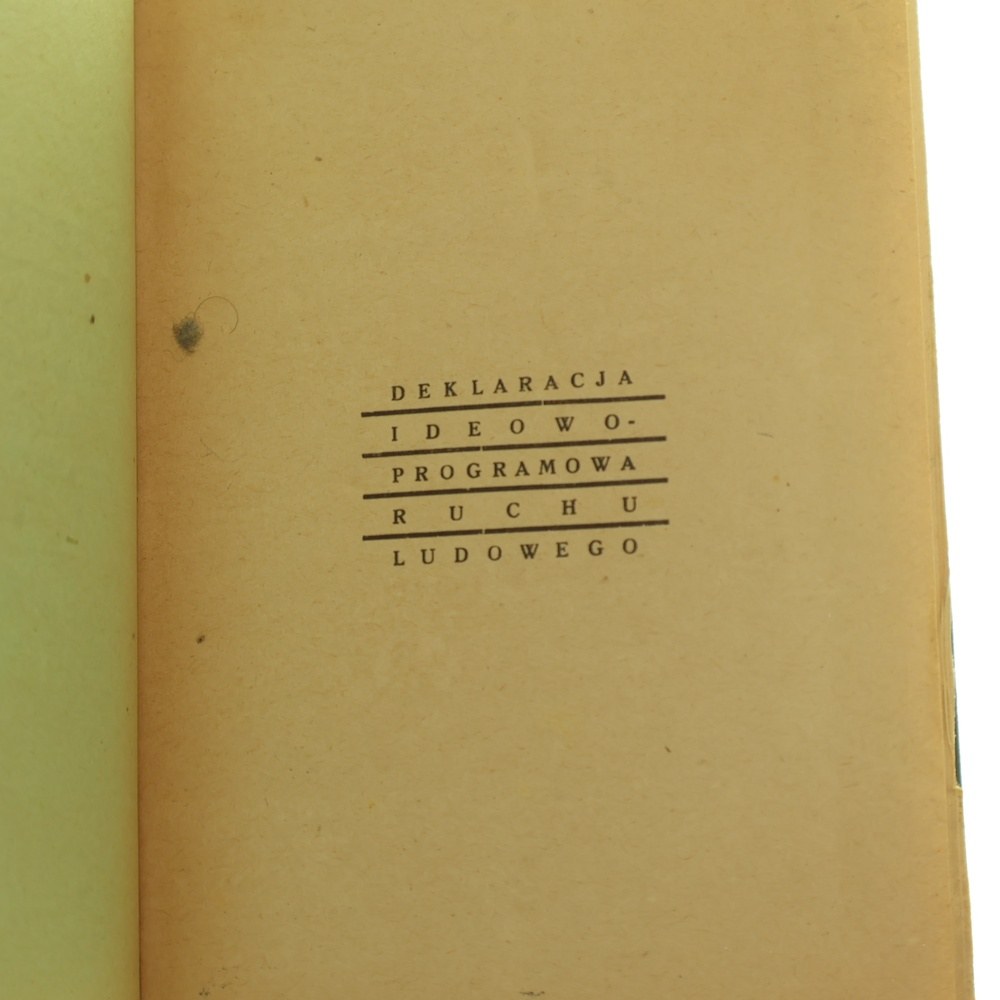 DEKLARACJA
IDEOWO-
PROGRAMOWA
RUCHU
LUDOWEGO